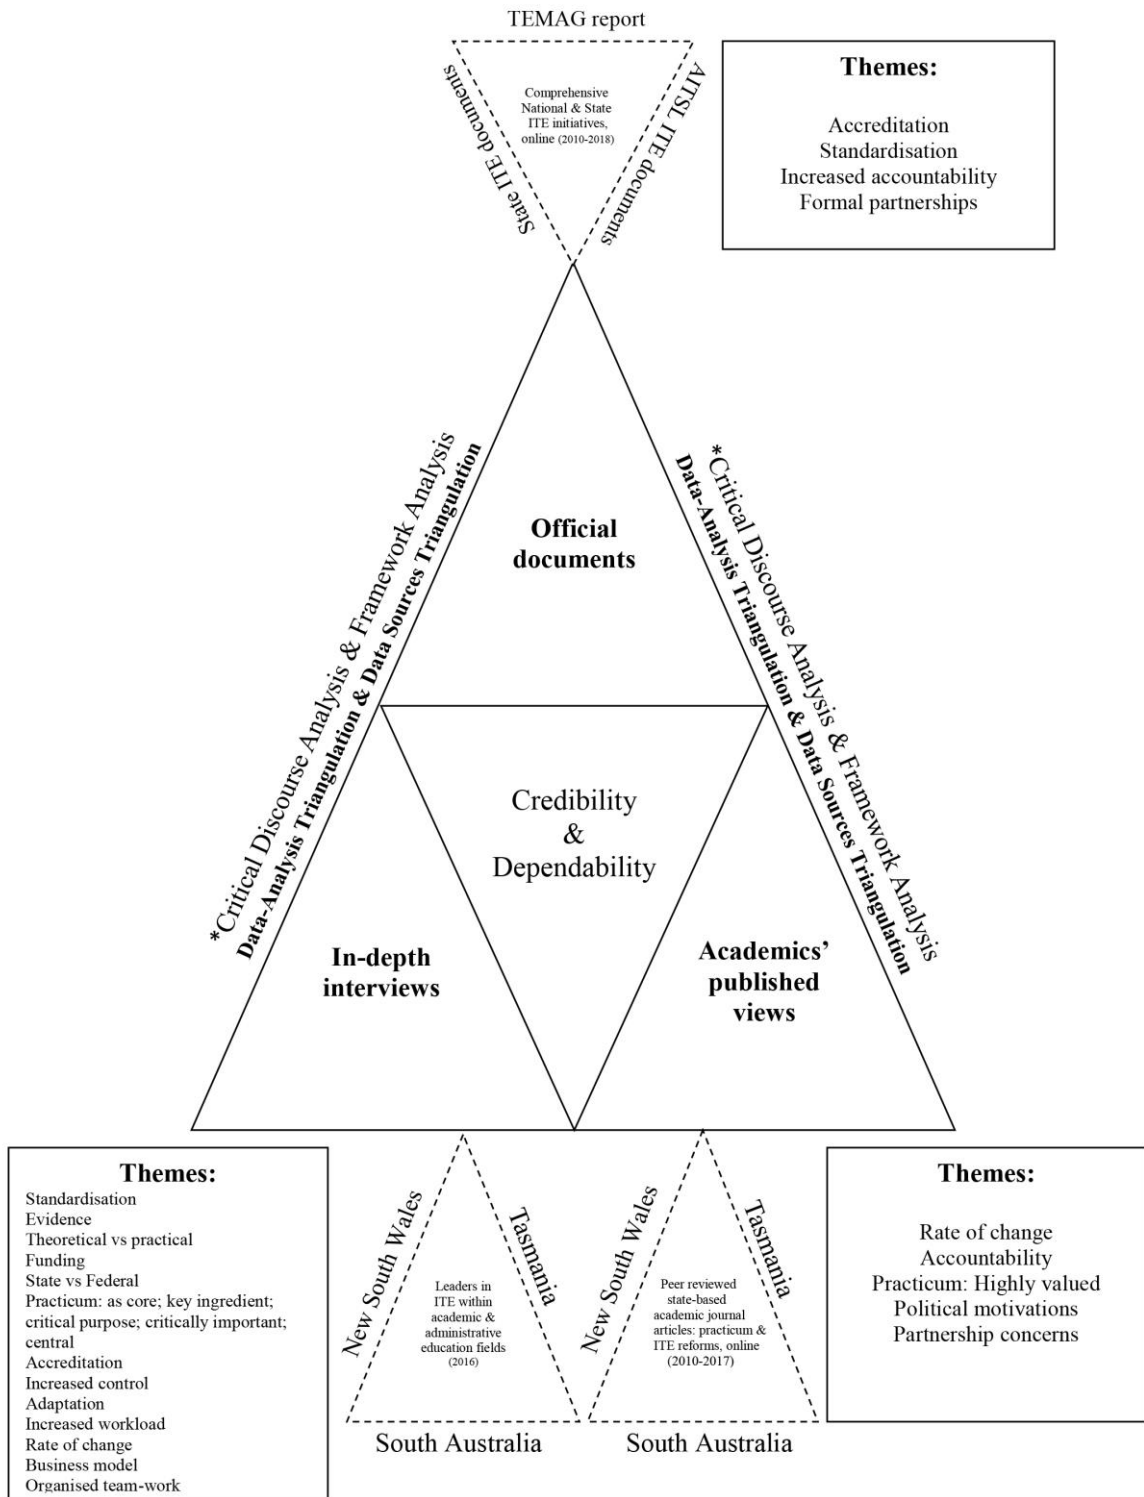 TEMAG report
State ITE documents
Comprehensive
National & State
ITE initiatives,
online (2010-2018)
AITSL ITE documents
Themes:
Accreditation
Standardisation
Increased accountability
Formal partnerships
*Critical Discourse Analysis & Framework Analysis
Data-Analysis Triangulation & Data Sources Triangulation
Official
documents
*Critical Discourse Analysis & Framework Analysis
Data-Analysis Triangulation & Data Sources Triangulation
Credibility
&
Dependability
In-depth
interviews
Academics’
published
views
Themes:
Standardisation
Evidence
Theoretical vs practical
Funding
State vs Federal
Practicum: as core; key ingredient;
critical purpose; critically important;
central
Accreditation
Increased control
Adaptation
Increased workload
Rate of change
Business model
Organised team-work
New South Wales
Leaders in
ITE within
academic &
administrative
education fields
(2016)
Tasmania
South Australia
New South Wales
Peer reviewed
state-based
academic journal
articles: practicum &
ITE reforms, online
(2010-2017)
Tasmania
South Australia
Themes:
Rate of change
Accountability
Practicum: Highly valued
Political motivations
Partnership concerns